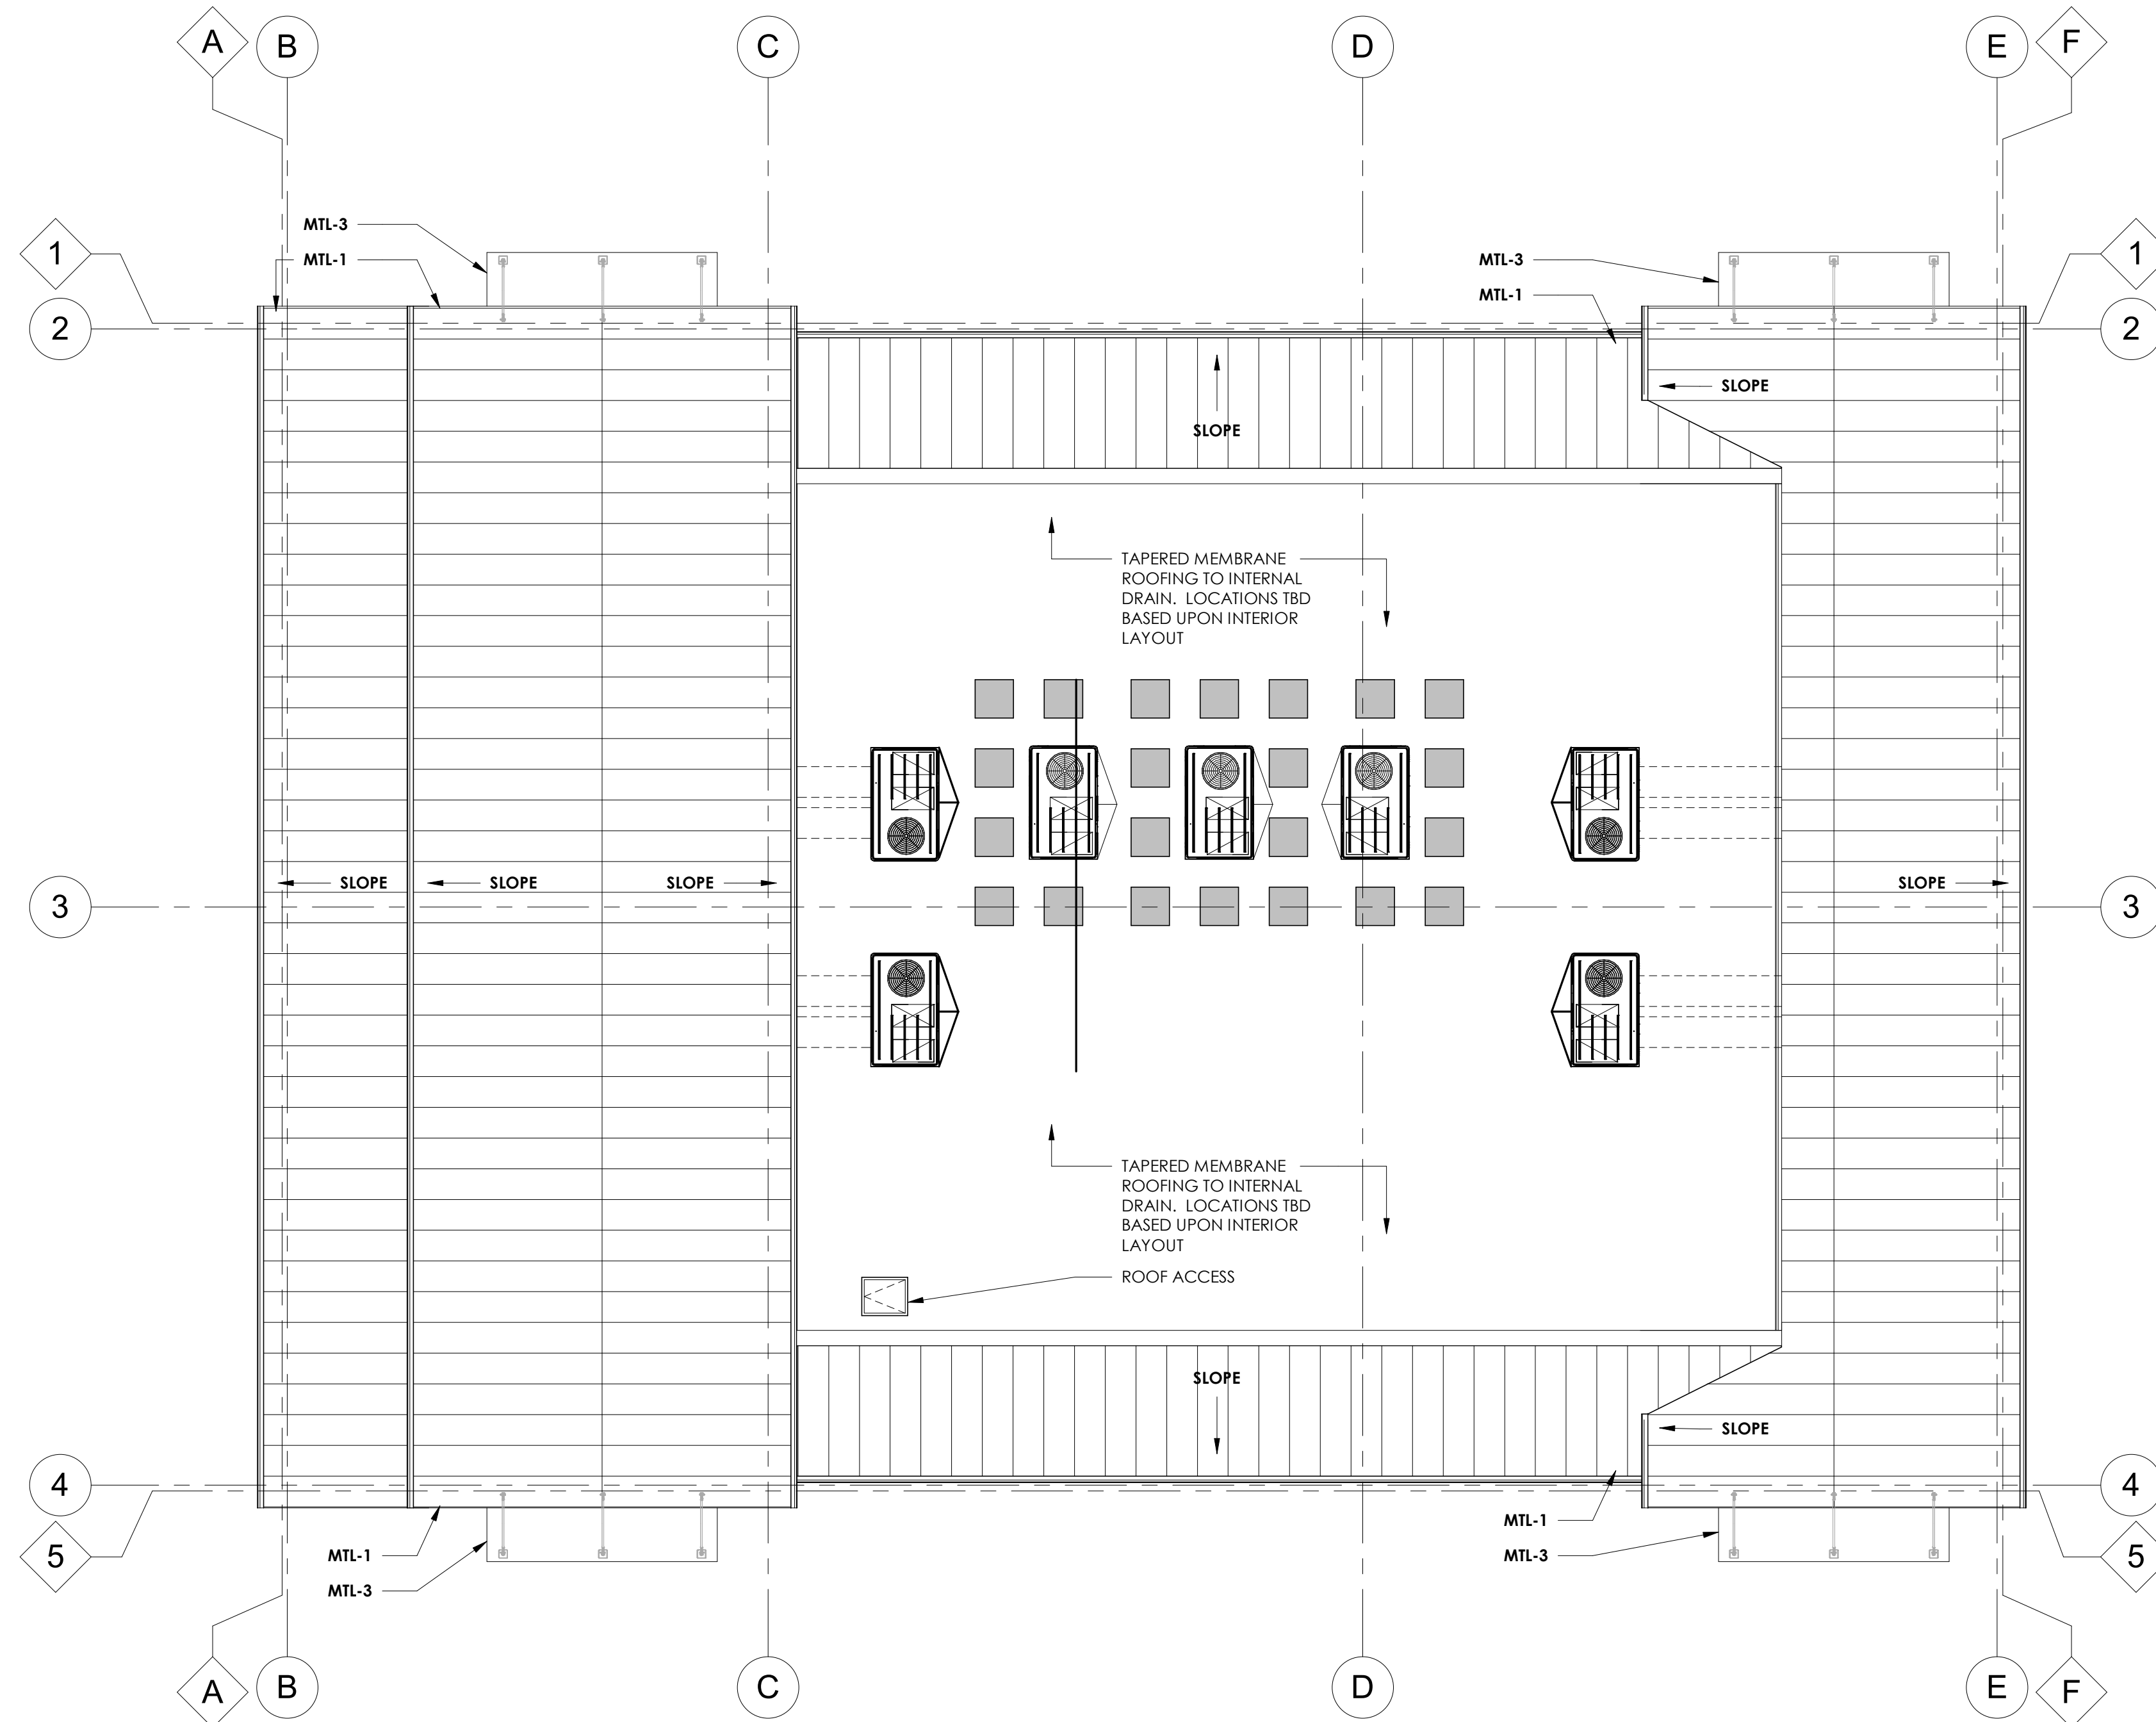 A
B
C
D
E
F
MTL-3
MTL-1
MTL-3
MTL-1
1
1
2
2
SLOPE
SLOPE
TAPERED MEMBRANE
ROOFING TO INTERNAL
DRAIN.  LOCATIONS TBD
BASED UPON INTERIOR
LAYOUT
SLOPE
SLOPE
SLOPE
SLOPE
3
3
TAPERED MEMBRANE
ROOFING TO INTERNAL
DRAIN.  LOCATIONS TBD
BASED UPON INTERIOR
LAYOUT
ROOF ACCESS
SLOPE
SLOPE
4
4
MTL-1
MTL-3
MTL-1
MTL-3
5
5
A
B
C
D
E
F